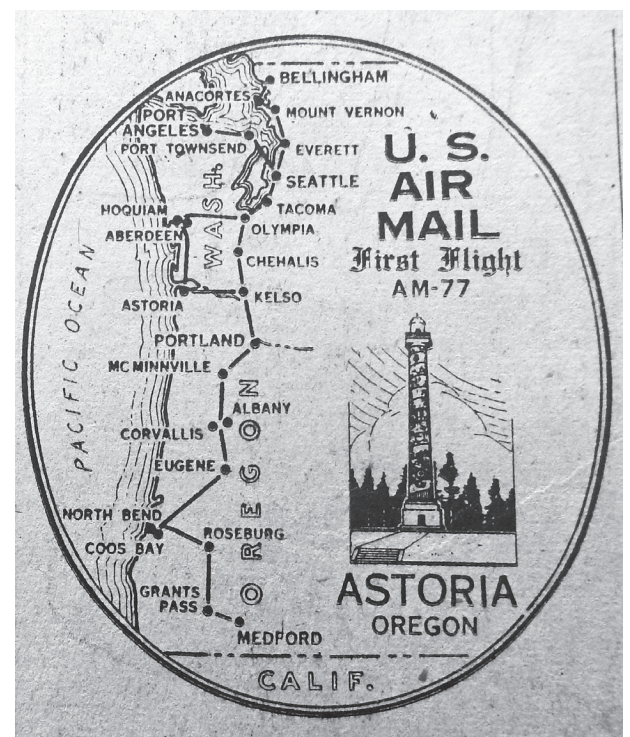 BELLINGHAM
ANACORTES
MOUNT VERNON
PORT
ANGELES
PORT TOWNSEND
EVERETT
SEATTLE
TACOMA
HOQUIAM
ABERDEEN
OLYMPIA
WASH.
CHEHALIS
ASTORIA
KELSO
PACIFIC OCEAN
PORTLAND
MCMINNVILLE
ALBANY
CORVALLIS
EUGENE
OREGON
NORTH BEND
COOS BAY
ROSEBURG
GRANTS
PASS
MEDFORD
CALIF.
U. S.
AIR
MAIL
First Flight
AM-77
ASTORIA
OREGON